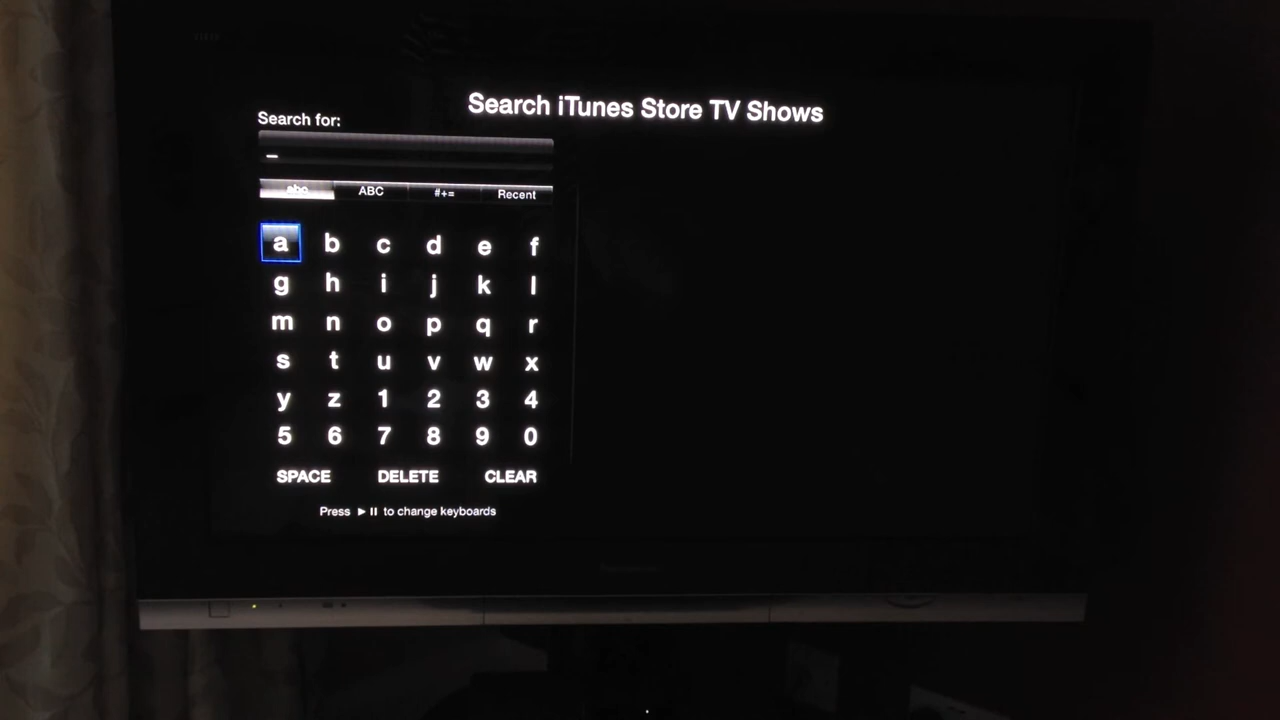 Search iTunes Store TV Shows
Search for:
abc ABC #+= Recent
a b c d e f
g h i j k l
m n o p q r
s t u v w x
y z 1 2 3 4
5 6 7 8 9 0
SPACE DELETE CLEAR
Press ►II to change keyboards